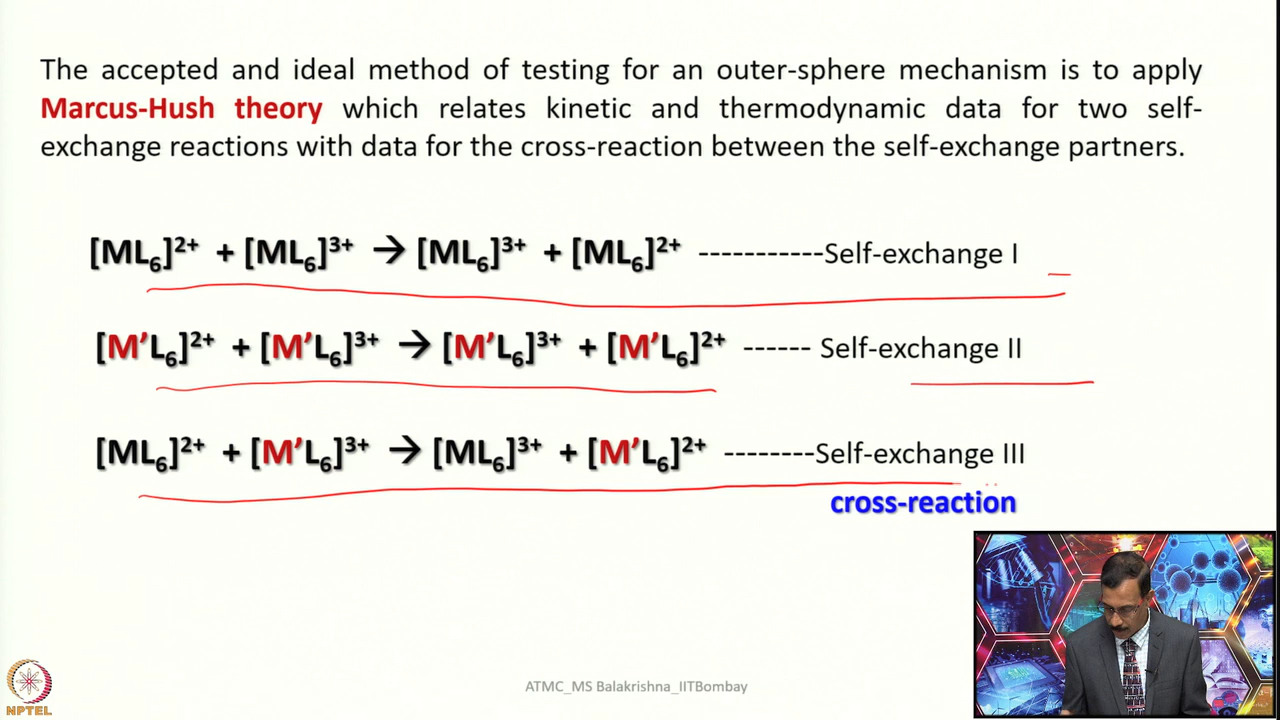 The accepted and ideal method of testing for an outer-sphere mechanism is to apply
Marcus-Hush theory which relates kinetic and thermodynamic data for two self-
exchange reactions with data for the cross-reaction between the self-exchange partners.
[ML₆]²⁺ + [ML₆]³⁺ → [ML₆]³⁺ + [ML₆]²⁺ -----------Self-exchange I
[M’L₆]²⁺ + [M’L₆]³⁺ → [M’L₆]³⁺ + [M’L₆]²⁺ ------ Self-exchange II
[ML₆]²⁺ + [M’L₆]³⁺ → [ML₆]³⁺ + [M’L₆]²⁺ --------Self-exchange III
cross-reaction
ATMC_MS Balakrishna_IITBombay
NPTEL